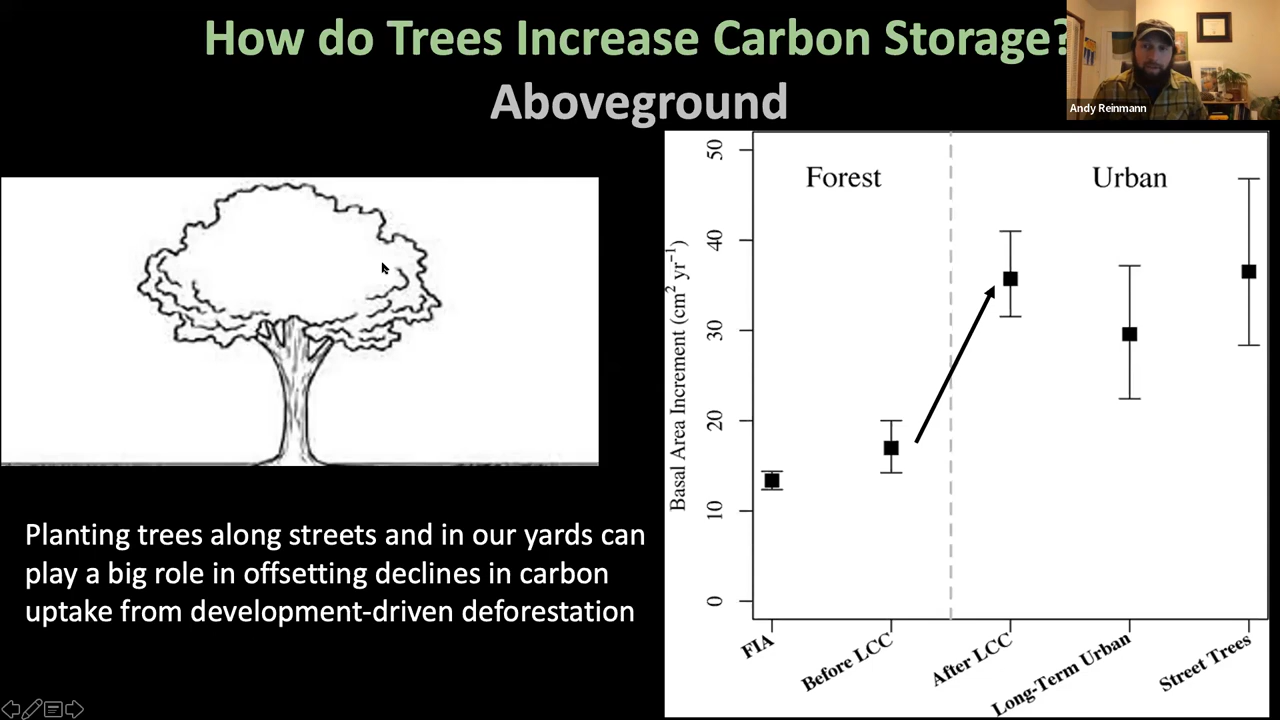 How do Trees Increase Carbon Storage?
Aboveground
Andy Reinmann
Forest
Urban
50
40
30
20
10
0
Basal Area Increment (cm² yr⁻¹)
FIA
Before LCC
After LCC
Long-Term Urban
Street Trees
Planting trees along streets and in our yards can
play a big role in offsetting declines in carbon
uptake from development-driven deforestation